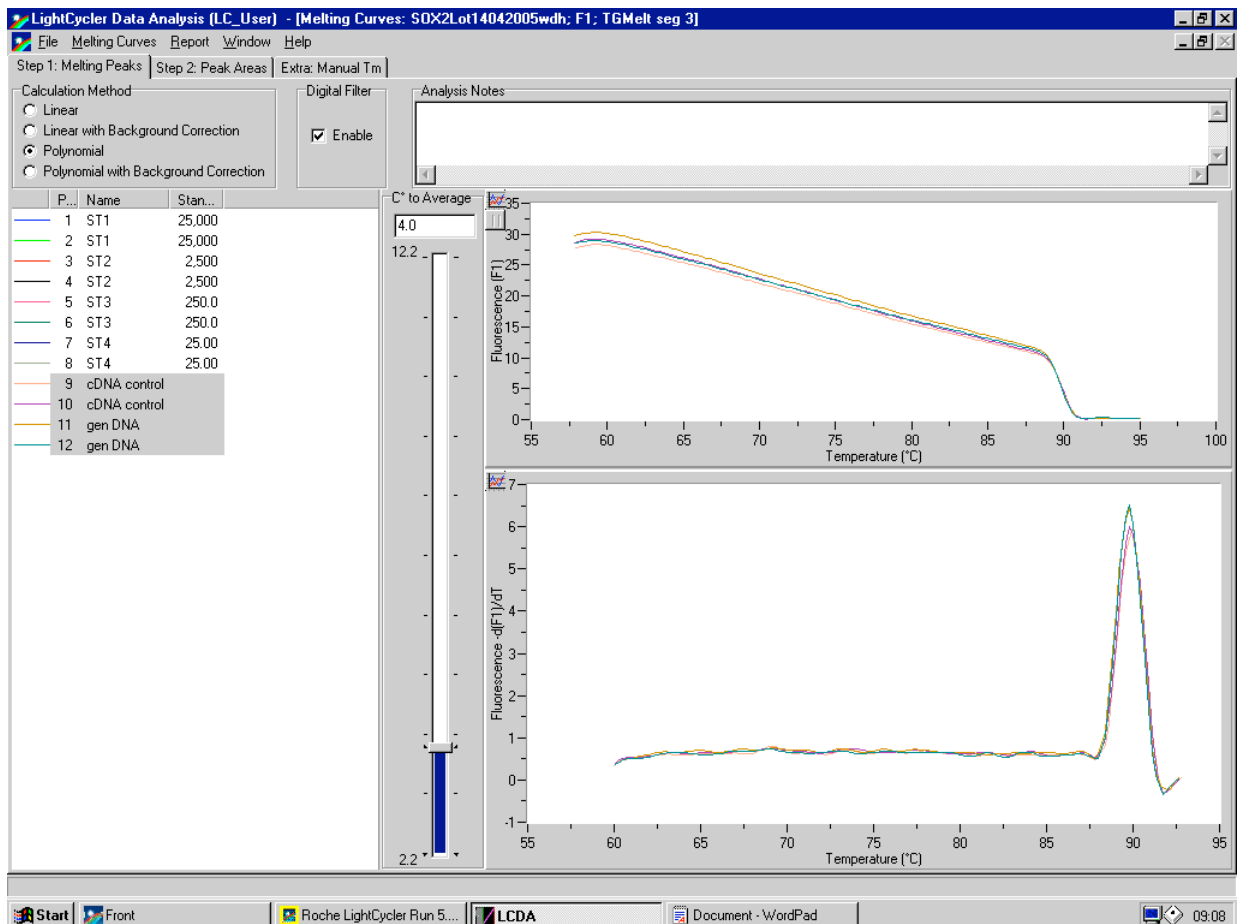 LightCycler Data Analysis (LC_User) - [Melting Curves: SOX2Lot14042005wdh; F1; TGMelt seg 3]
File Melting Curves Report Window Help
Step 1: Melting Peaks Step 2: Peak Areas Extra: Manual Tm
Calculation Method
Linear
Linear with Background Correction
Polynomial
Polynomial with Background Correction
Digital Filter
Enable
Analysis Notes
P... Name Stan...
1 ST1 25,000
2 ST1 25,000
3 ST2 2,500
4 ST2 2,500
5 ST3 250.0
6 ST3 250.0
7 ST4 25.00
8 ST4 25.00
9 cDNA control
10 cDNA control
11 gen DNA
12 gen DNA
C° to Average
4.0
12.2
2.2
35
30
25
20
15
10
5
0
Fluorescence (F1)
55 60 65 70 75 80 85 90 95 100
Temperature (°C)
7
6
5
4
3
2
1
0
-1
Fluorescence -d(F1)/dT
55 60 65 70 75 80 85 90 95
Temperature (°C)
Start Front Roche LightCycler Run 5.... LCDA Document - WordPad 09:08